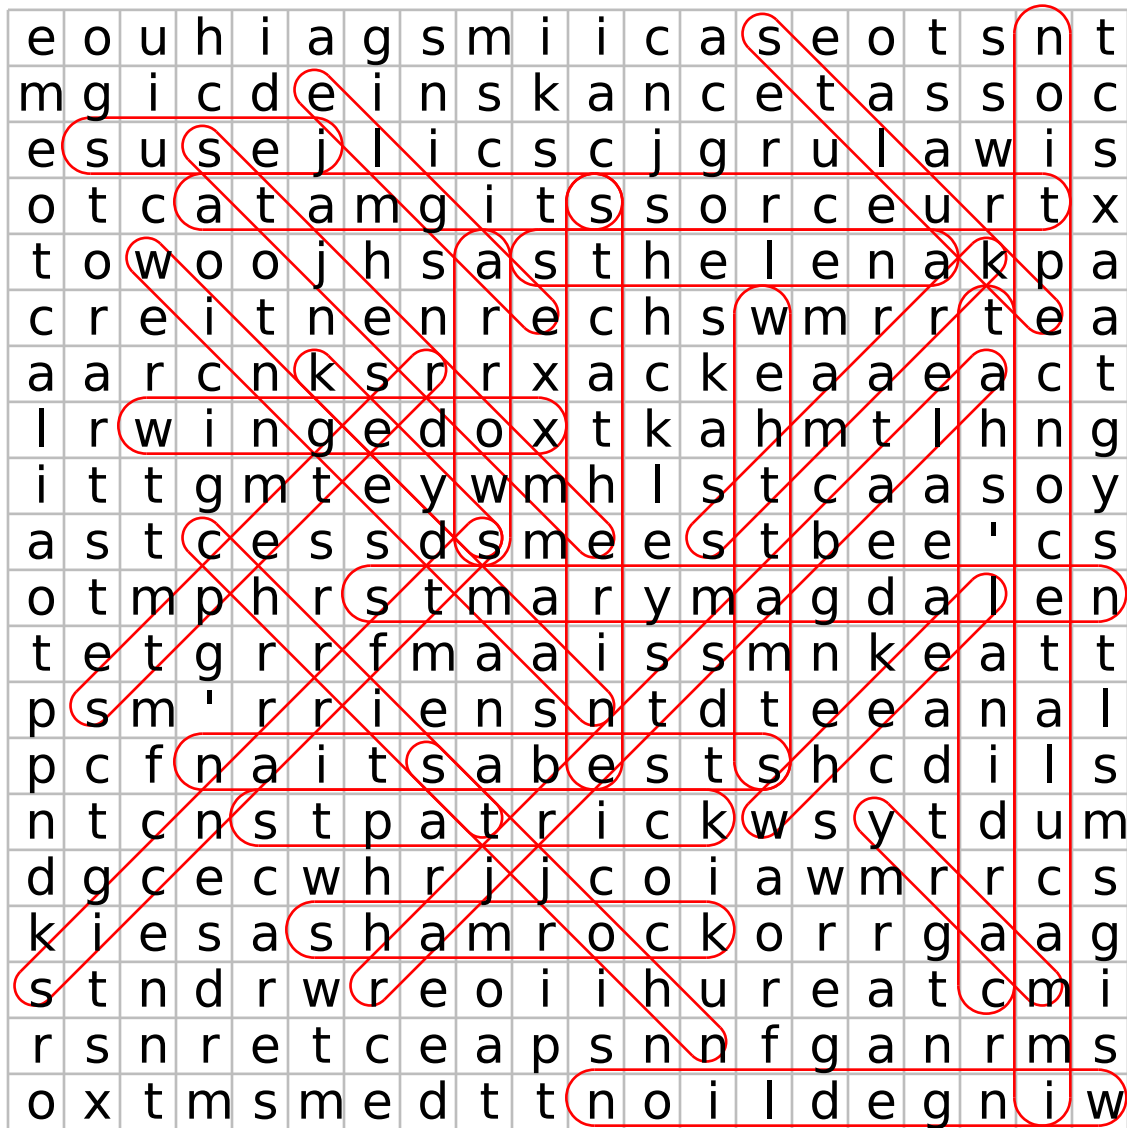 e o u h i a g s m i i c a s e o t s n t
m g i c d e i n s k a n c e t a s s o c
e s u s e j l i c s c j g r u l a w i s
o t c a t a m g i t s s o r c e u r t x
t o w o o j h s a s t h e l e n a k p a
c r e i t n e n r e c h s w m r r t e a
a a r c n k s r r x a c k e a a e a c t
l r w i n g e d o x t k a h m t l h n g
i t t g m t e y w m h l s t c a a s o y
a s t c e s s d s m e e s t b e e ' c s
o t m p h r s t m a r y m a g d a l e n
t e t g r r f m a a i s s m n k e a t t
p s m ' r r i e n s n t d t e e a n a l
p c f n a i t s a b e s t s h c d i l s
n t c n s t p a t r i c k w s y t d u m
d g c e c w h r j j c o i a w m r r c s
k i e s a s h a m r o c k o r r g a a g
s t n d r w r e o i i h u r e a t c m i
r s n r e t c e a p s n n f g a n r m s
o x t m s m e d t t n o i l d e g n i w